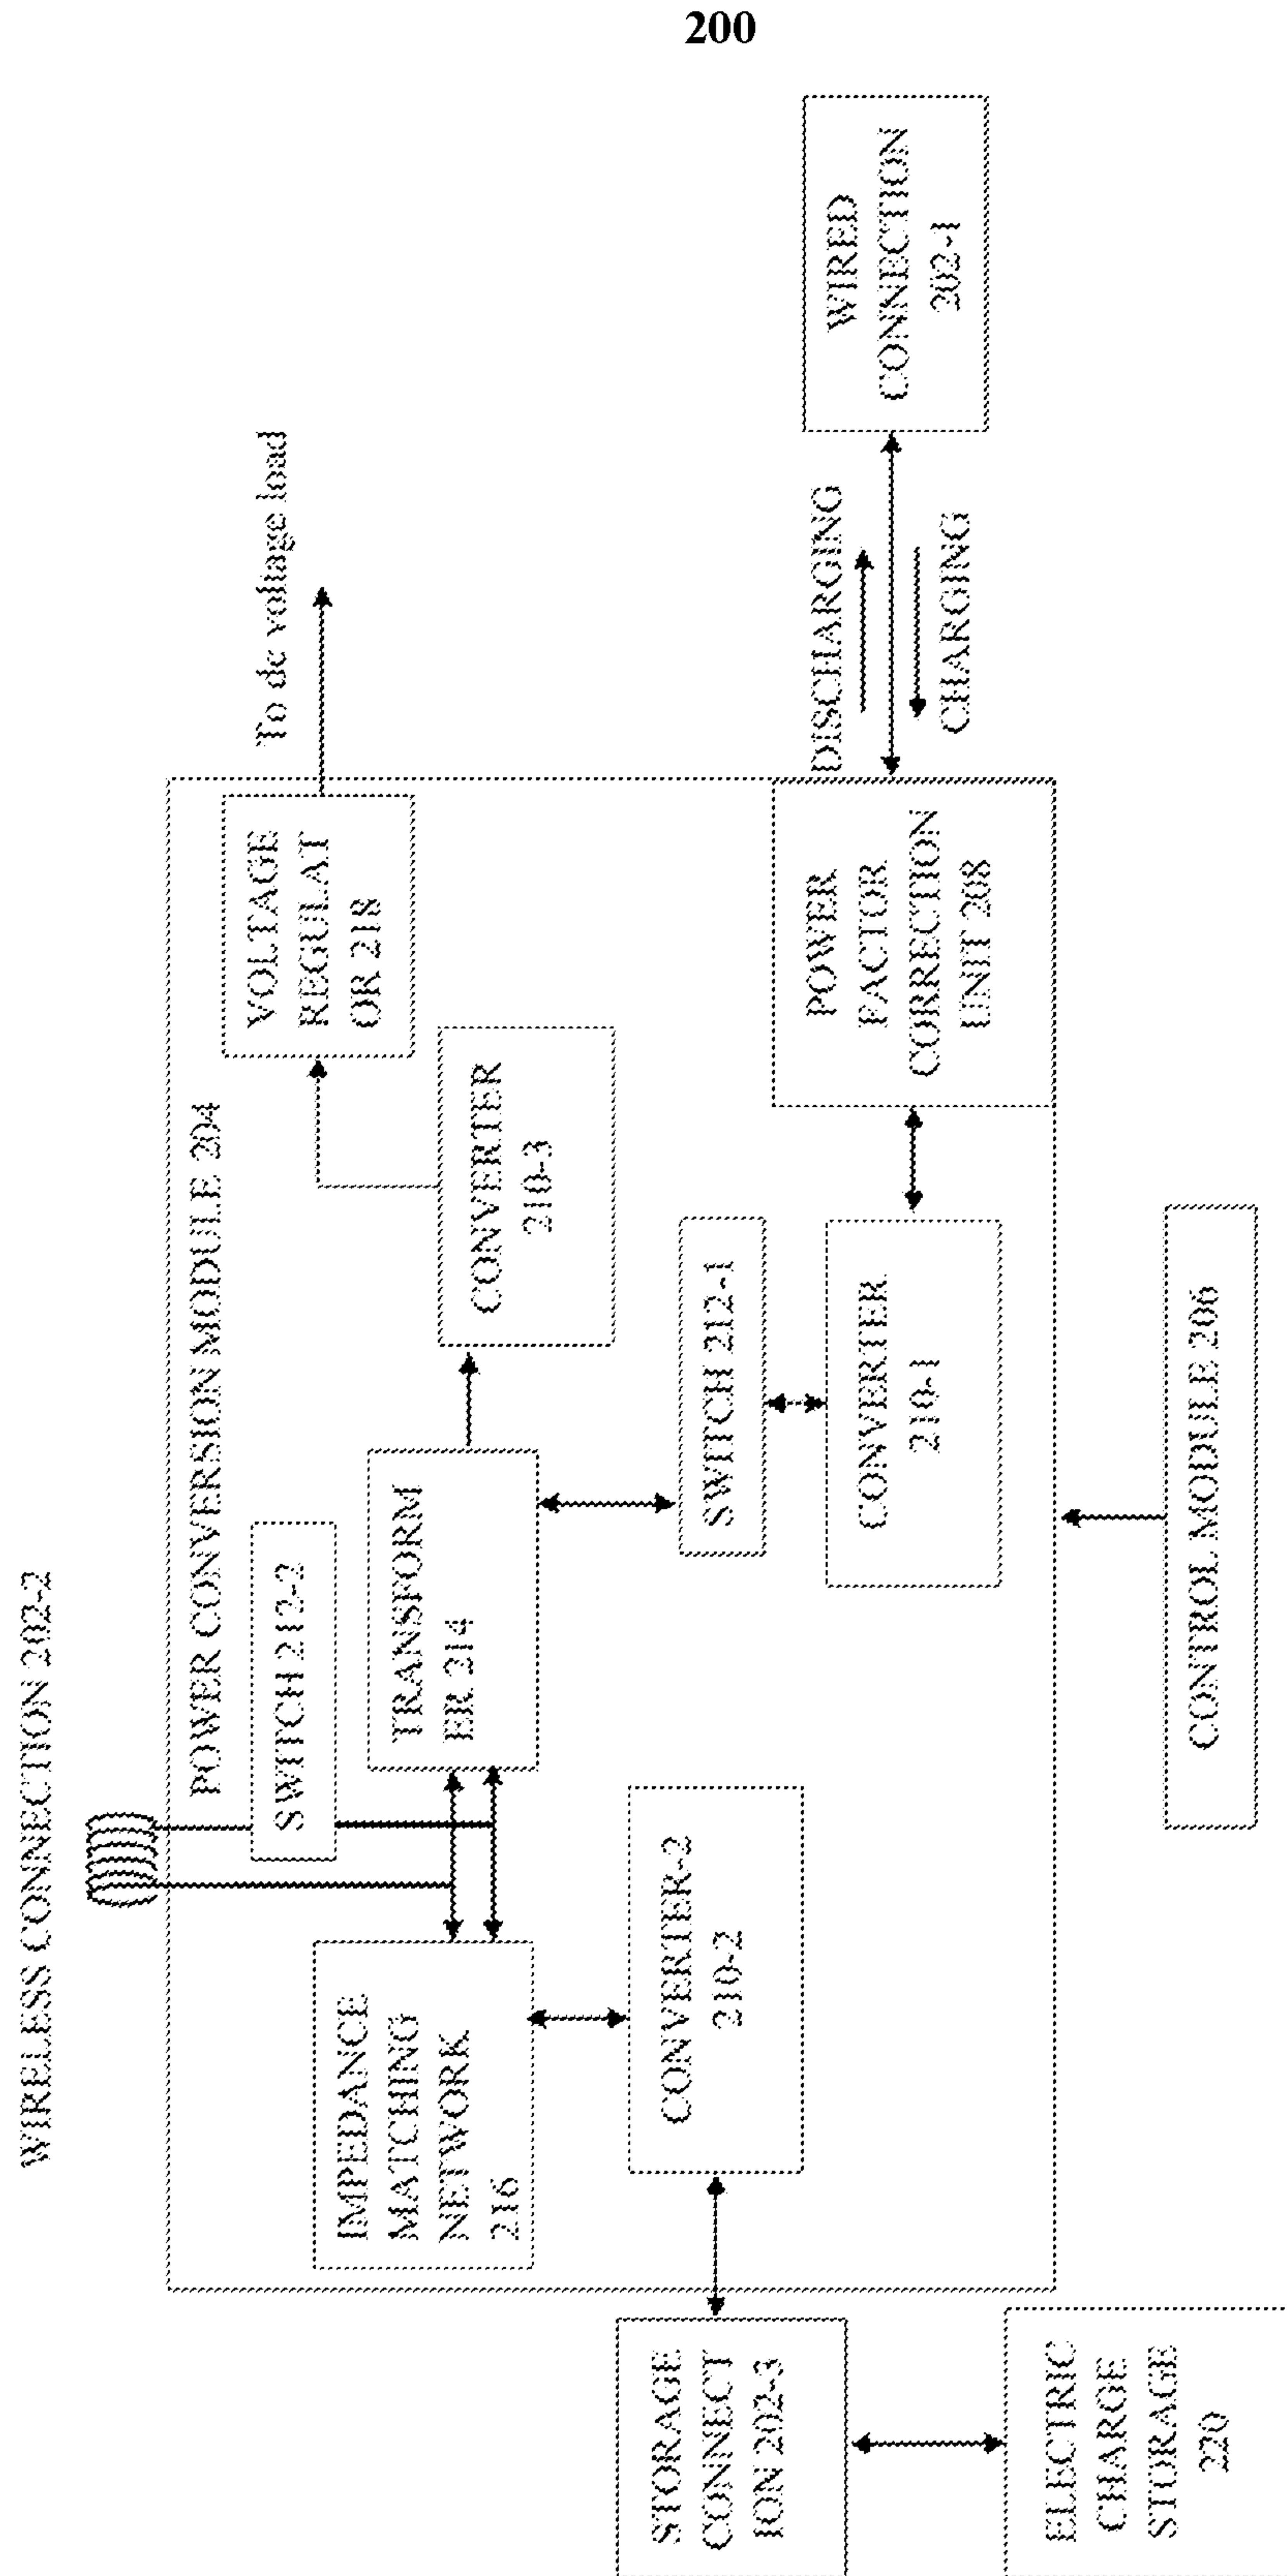 200
WIRELESS CONNECTION 202-2
POWER CONVERSION MODULE 204
SWITCH 212-2
VOLTAGE
REGULAT
OR 218
To dc voltage load
IMPEDANCE
MATCHING
NETWORK
216
TRANSFORM
ER 214
CONVERTER
210-3
STORAGE
CONNECT
ION 202-3
CONVERTER-2
210-2
SWITCH 212-1
CONVERTER
210-1
POWER
FACTOR
CORRECTION
UNIT 208
DISCHARGING
CHARGING
WIRED
CONNECTION
202-1
ELECTRIC
CHARGE
STORAGE
220
CONTROL MODULE 206